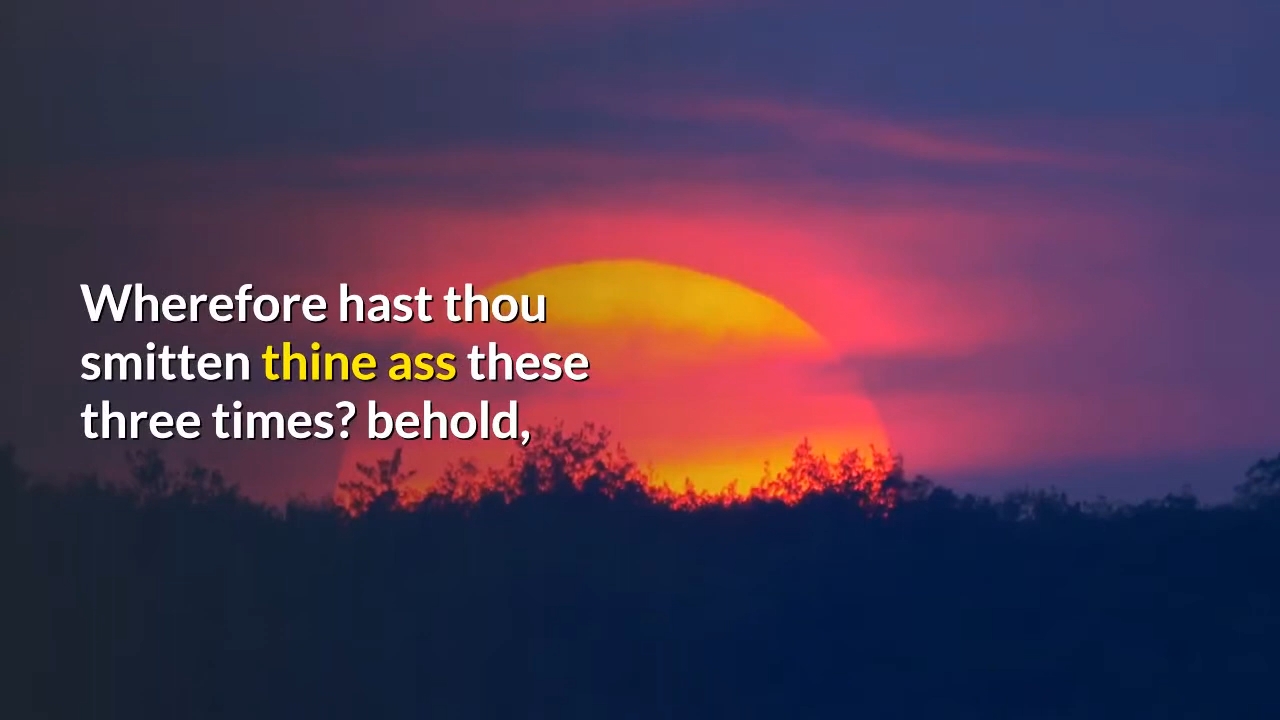 Wherefore hast thou
smitten thine ass these
three times? behold,